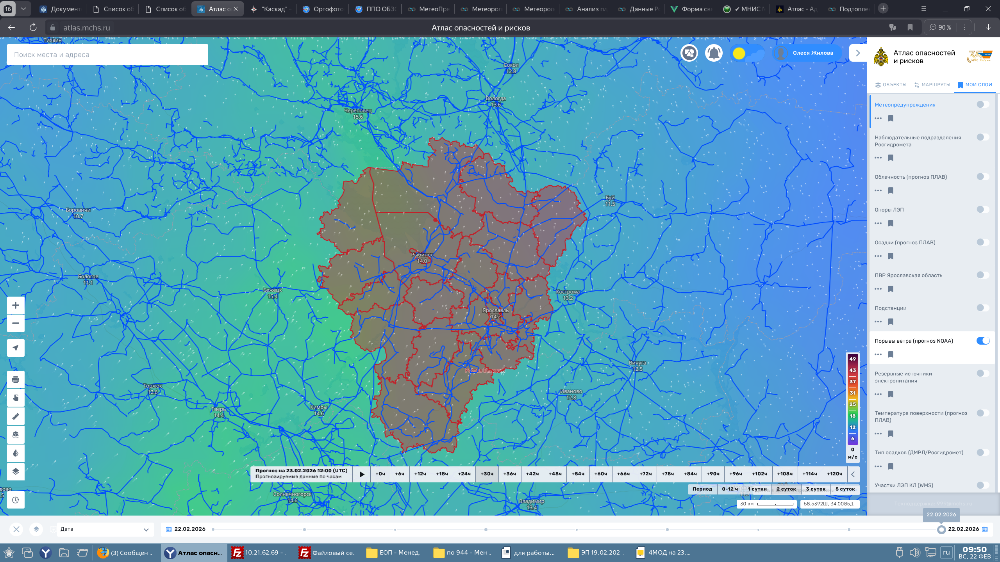 16
Документ
Список об
Список об
Атлас о
"Каскад" -
Ортофото
ППО ОБЗО
МетеоПре
Метеорол
Метеорол
Анализ ги
Данные Ро
Форма све
✔ МНИС М
Атлас - Ад
Подтопле
atlas.mchs.ru
Атлас опасностей и рисков
90 %
Поиск места и адреса
Олеся Жилова
Тихвин
Сокол
12.8
Вологда
13.6
Череповец
15.6
Буй
11.5
Боровичи
10.7
Рыбинск
14.0
Бологое
11.1
Бежецк
15.4
Кострома
13.2
Ярославль
14.2
Вичуга
12.5
Ростов Великий
Торжок
12.6
Иваново
12.8
Тверь
14.4
Кимры
14.6
Солнечногорск
14.6
Владимир
13.4
49
43
37
31
25
18
12
6
0
м/с
Прогноз на 23.02.2026 12:00 (UTC)
Прогнозируемые данные по часам
+0ч
+6ч
+12ч
+18ч
+24ч
+30ч
+36ч
+42ч
+48ч
+54ч
+60ч
+66ч
+72ч
+78ч
+84ч
+90ч
+96ч
+102ч
+108ч
+114ч
+120ч
Период
0-12 ч
1 сутки
2 суток
3 суток
5 суток
30 км
58.5392Ш, 34.0085Д
Атлас опасностей
и рисков
35
МЧС России
ОБЪЕКТЫ
МАРШРУТЫ
МОИ СЛОИ
Метеопредупреждения
Наблюдательные подразделения
Росгидромета
Облачность (прогноз ПЛАВ)
Опоры ЛЭП
Осадки (прогноз ПЛАВ)
ПВР Ярославская область
Подстанции
Порывы ветра (прогноз NOAA)
Резервные источники
электропитания
Температура поверхности (прогноз
ПЛАВ)
Тип осадков (ДМРЛ/Росгидромет)
Участки ЛЭП КЛ (WMS)
Техподдержка: 999@mchs.ru
22.02.2026
Дата
22.02.2026
22.02.2026
(3) Сообщен...
Атлас опасн...
10.21.62.69 - ...
Файловый се...
ЕОП - Менед...
по 944 - Мен...
для работы....
ЭП 19.02.202...
4МОД на 23....
ru
09:50
ВС, 22 ФЕВ